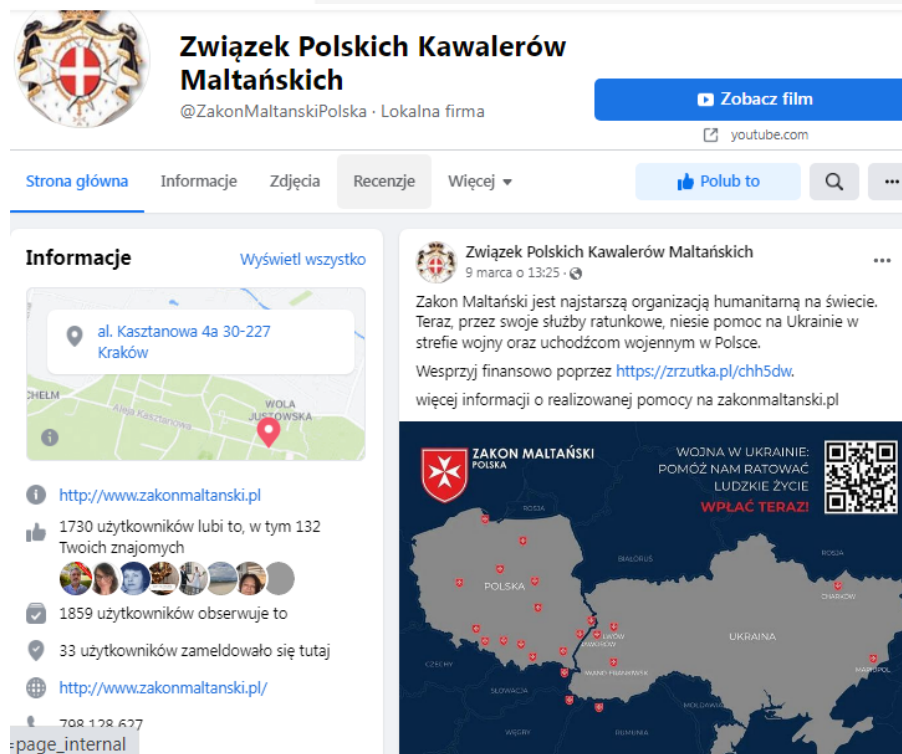 Związek Polskich Kawalerów
Maltańskich
@ZakonMaltanskiPolska · Lokalna firma
Zobacz film
youtube.com
Strona główna
Informacje
Zdjęcia
Recenzje
Więcej
Polub to
Informacje
Wyświetl wszystko
al. Kasztanowa 4a 30-227
Kraków
CHELM
Aleja Kasztanowa
WOLA
JUSTOWSKA
http://www.zakonmaltanski.pl
1730 użytkowników lubi to, w tym 132
Twoich znajomych
1859 użytkowników obserwuje to
33 użytkowników zameldowało się tutaj
http://www.zakonmaltanski.pl/
798 128 627
=page_internal
Związek Polskich Kawalerów Maltańskich
9 marca o 13:25 ·
Zakon Maltański jest najstarszą organizacją humanitarną na świecie.
Teraz, przez swoje służby ratunkowe, niesie pomoc na Ukrainie w
strefie wojny oraz uchodźcom wojennym w Polsce.
Wesprzyj finansowo poprzez https://zrzutka.pl/chh5dw.
więcej informacji o realizowanej pomocy na zakonmaltanski.pl
ZAKON MALTAŃSKI
POLSKA
WOJNA W UKRAINIE:
POMÓŻ NAM RATOWAĆ
LUDZKIE ŻYCIE
WPŁAĆ TERAZ!
ROSJA
BIAŁORUŚ
ROSJA
POLSKA
CHARKÓW
LWÓW
JAWORÓW
UKRAINA
IWANO-FRANKIWSK
MARIUPOL
CZECHY
SŁOWACJA
MOŁDAWIA
WĘGRY
RUMUNIA